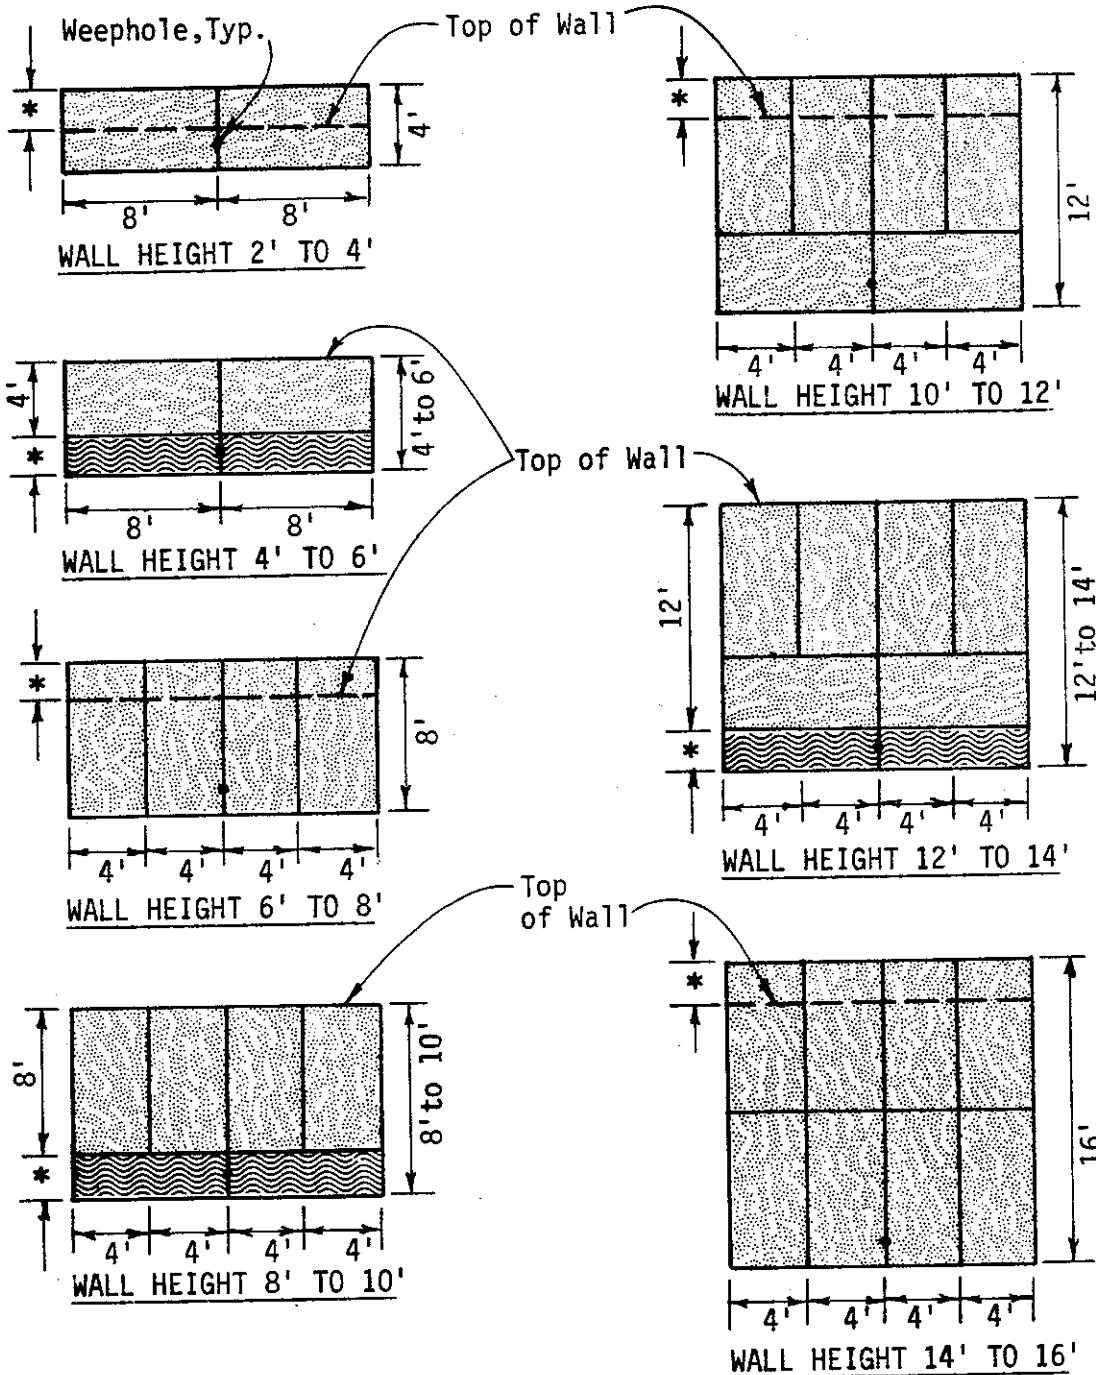 Weephole,Typ.
Top of Wall
*
4'
8'
8'
WALL HEIGHT 2' TO 4'
*
12'
4'
4'
4'
4'
WALL HEIGHT 10' TO 12'
4'
*
4' to 6'
8'
8'
WALL HEIGHT 4' TO 6'
Top of Wall
*
8'
4'
4'
4'
4'
WALL HEIGHT 6' TO 8'
12'
*
12' to 14'
4'
4'
4'
4'
WALL HEIGHT 12' TO 14'
Top
of Wall
8'
*
8' to 10'
4'
4'
4'
4'
WALL HEIGHT 8' TO 10'
*
16'
4'
4'
4'
4'
WALL HEIGHT 14' TO 16'